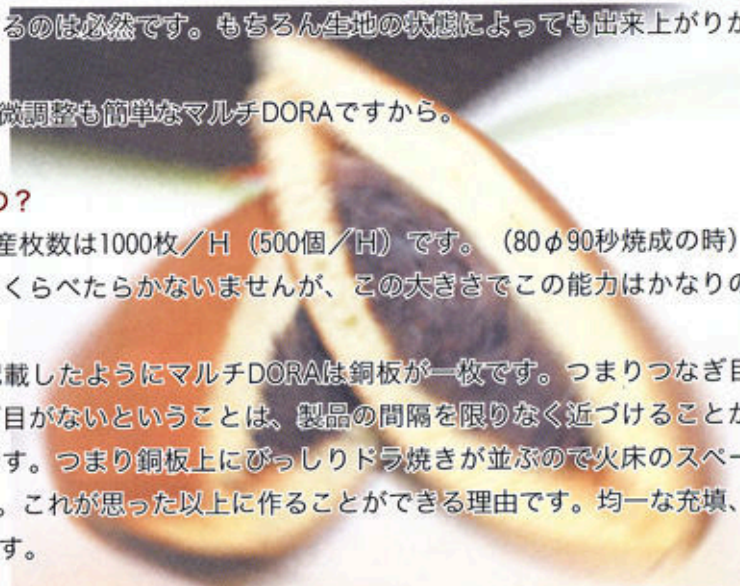 るのは必然です。もちろん生地の状態によっても出来上がりが
微調整も簡単なマルチDORAですから。
の？
産枚数は1000枚／H（500個／H）です。（80φ90秒焼成の時）
くらべたらかないませんが、この大きさでこの能力はかなりの
記載したようにマルチDORAは銅板が一枚です。つまりつなぎ目
目がないということは、製品の間隔を限りなく近づけることが
す。つまり銅板上にびっしりドラ焼きが並ぶので火床のスペー
。これが思った以上に作ることができる理由です。均一な充填、
す。